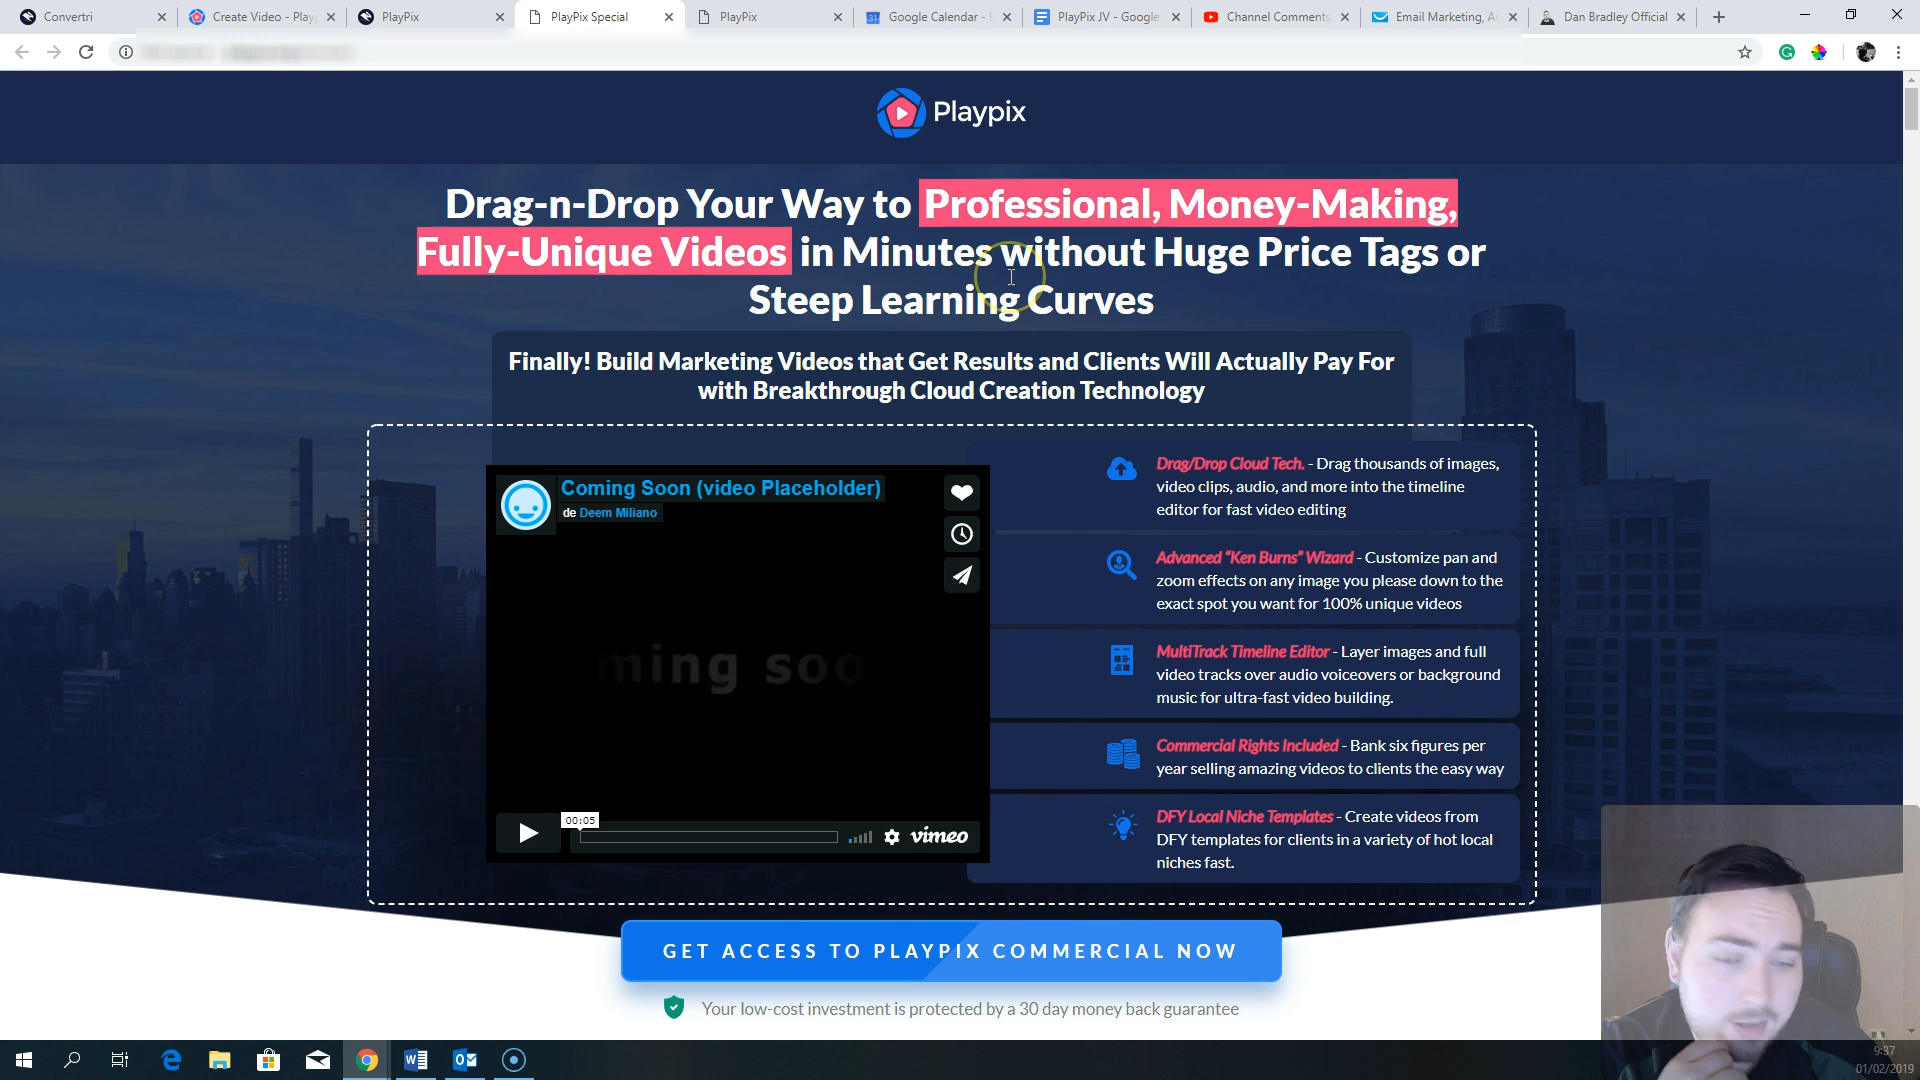 Convertri
Create Video - Play
PlayPix
PlayPix Special
PlayPix
Google Calendar -
PlayPix JV - Google
Channel Comments
Email Marketing, A
Dan Bradley Official
Playpix
Drag-n-Drop Your Way to Professional, Money-Making,
Fully-Unique Videos in Minutes without Huge Price Tags or
Steep Learning Curves
Finally! Build Marketing Videos that Get Results and Clients Will Actually Pay For
with Breakthrough Cloud Creation Technology
Coming Soon (video Placeholder)
de Deem Miliano
ming soo
00:05
vimeo
Drag/Drop Cloud Tech. - Drag thousands of images,
video clips, audio, and more into the timeline
editor for fast video editing
Advanced “Ken Burns” Wizard - Customize pan and
zoom effects on any image you please down to the
exact spot you want for 100% unique videos
MultiTrack Timeline Editor - Layer images and full
video tracks over audio voiceovers or background
music for ultra-fast video building.
Commercial Rights Included - Bank six figures per
year selling amazing videos to clients the easy way
DFY Local Niche Templates - Create videos from
DFY templates for clients in a variety of hot local
niches fast.
GET ACCESS TO PLAYPIX COMMERCIAL NOW
Your low-cost investment is protected by a 30 day money back guarantee
9:37
01/02/2019